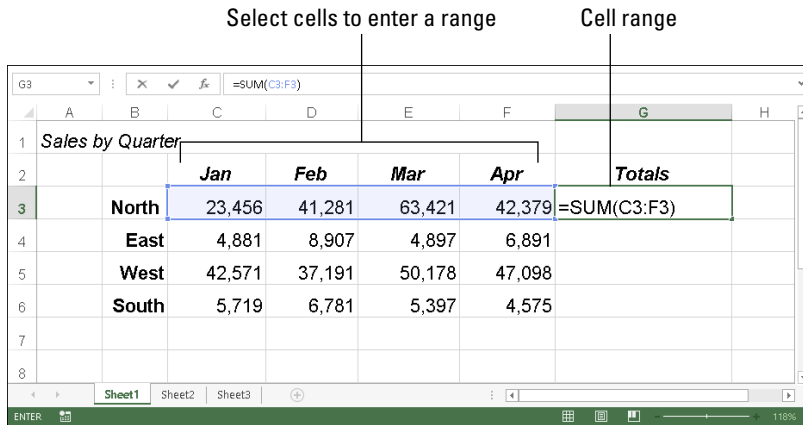 Select cells to enter a range Cell range
G3 fx =SUM(C3:F3)
A B C D E F G H
1 Sales by Quarter
2 Jan Feb Mar Apr Totals
3 North 23,456 41,281 63,421 42,379 =SUM(C3:F3)
4 East 4,881 8,907 4,897 6,891
5 West 42,571 37,191 50,178 47,098
6 South 5,719 6,781 5,397 4,575
7
8
Sheet1 Sheet2 Sheet3
ENTER 118%